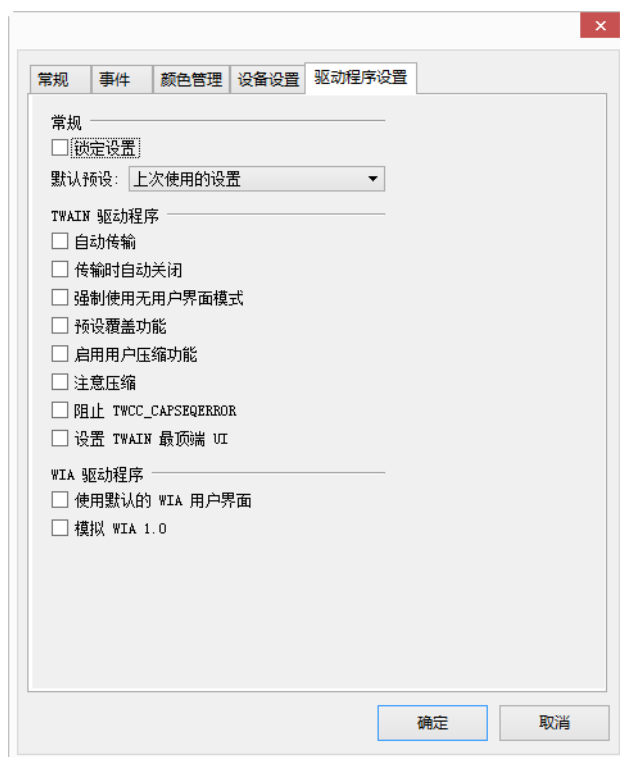 常规 事件 颜色管理 设备设置 驱动程序设置
常规
锁定设置
默认预设: 上次使用的设置
TWAIN 驱动程序
自动传输
传输时自动关闭
强制使用无用户界面模式
预设覆盖功能
启用用户压缩功能
注意压缩
阻止 TWCC_CAPSEQERROR
设置 TWAIN 最顶端 UI
WIA 驱动程序
使用默认的 WIA 用户界面
模拟 WIA 1.0
确定 取消